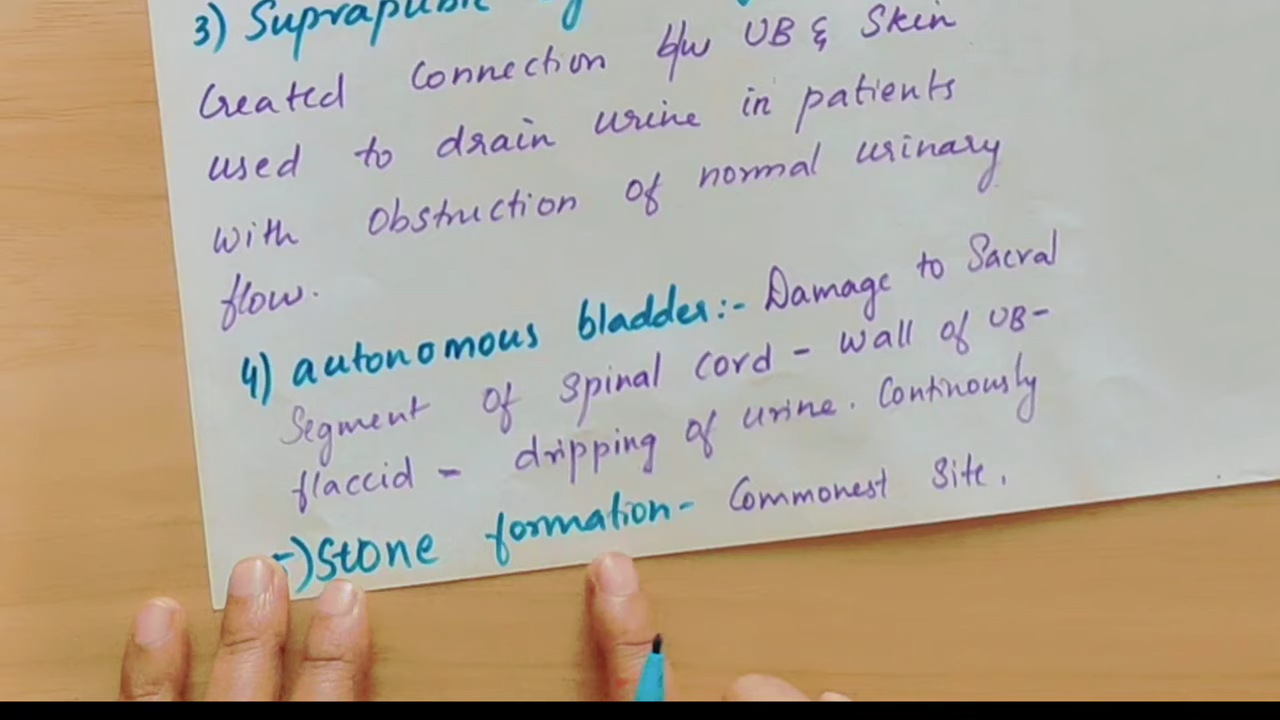 3) Suprapubic
Created Connection b/w UB & Skin
used to drain urine in patients
with obstruction of normal urinary
flow.
4) autonomous bladder:- Damage to Sacral
Segment of Spinal Cord - wall of UB-
flaccid - dripping of urine. Continously
5) Stone formation- Commonest Site.